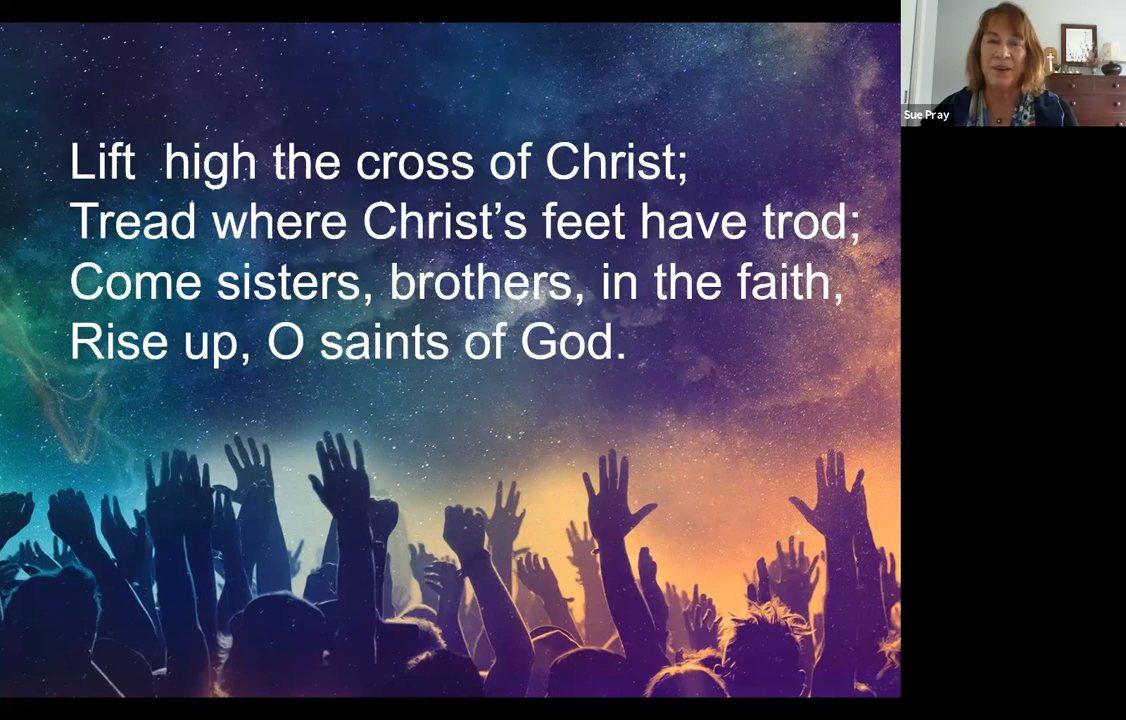 Lift  high the cross of Christ;
Tread where Christ’s feet have trod;
Come sisters, brothers, in the faith,
Rise up, O saints of God.
Sue Pray